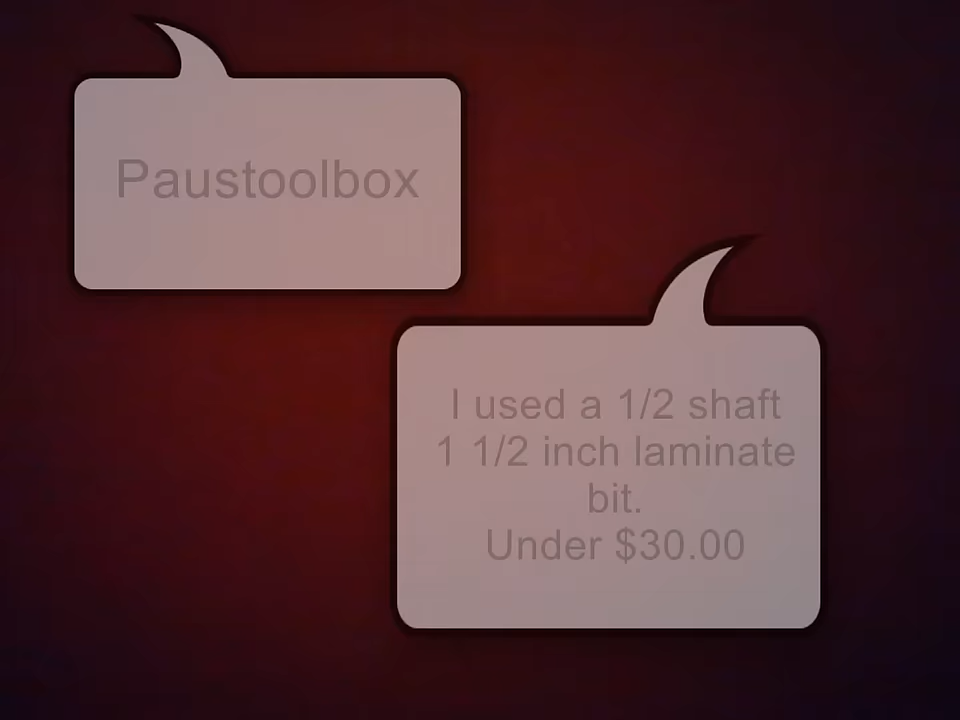 Paustoolbox
I used a 1/2 shaft
1 1/2 inch laminate
bit.
Under $30.00